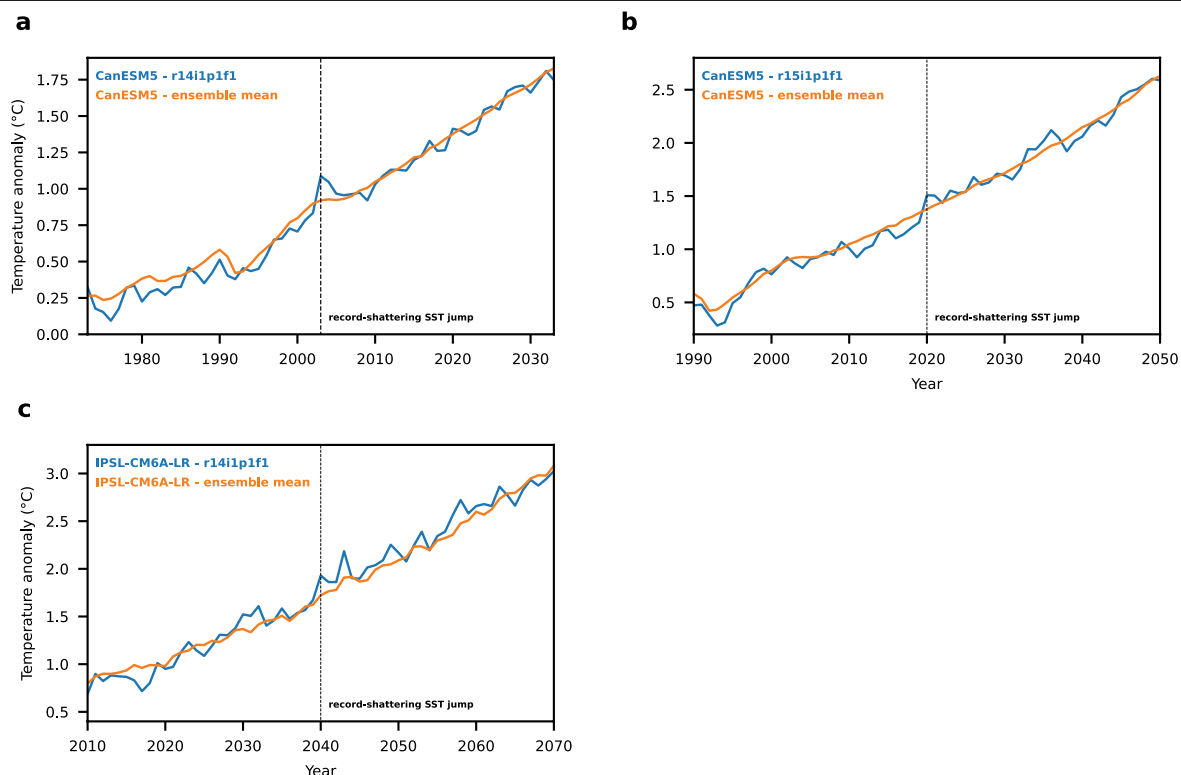 a
CanESM5 - r14i1p1f1
CanESM5 - ensemble mean
Temperature anomaly (°C)
1.75
1.50
1.25
1.00
0.75
0.50
0.25
0.00
record-shattering SST jump
1980 1990 2000 2010 2020 2030
b
CanESM5 - r15i1p1f1
CanESM5 - ensemble mean
2.5
2.0
1.5
1.0
0.5
record-shattering SST jump
1990 2000 2010 2020 2030 2040 2050
Year
c
IPSL-CM6A-LR - r14i1p1f1
IPSL-CM6A-LR - ensemble mean
Temperature anomaly (°C)
3.0
2.5
2.0
1.5
1.0
0.5
record-shattering SST jump
2010 2020 2030 2040 2050 2060 2070
Year